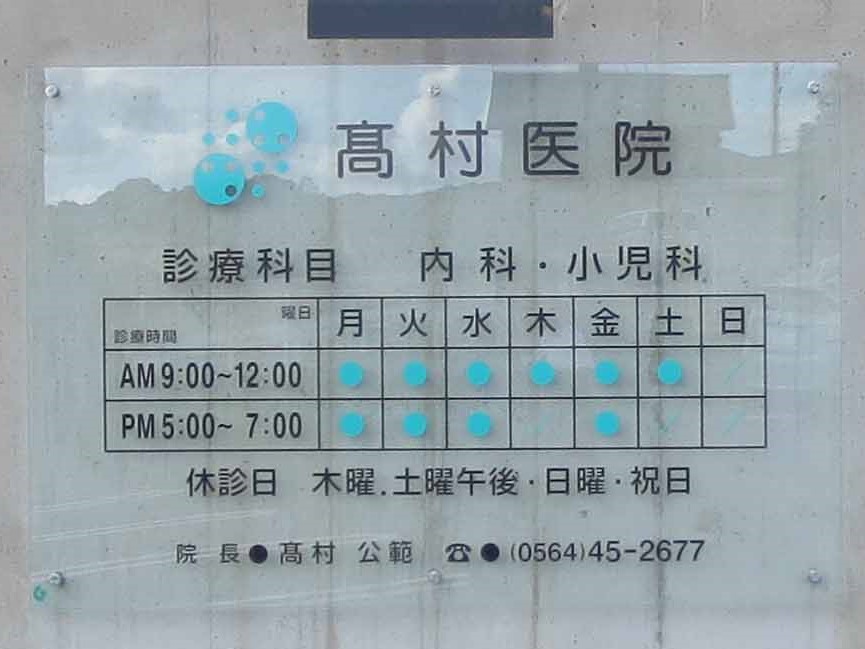 髙村医院
診療科目　内科・小児科
曜日
診療時間 月 火 水 木 金 土 日
AM9:00~12:00 ● ● ● ● ● ● ／
PM5:00~ 7:00 ● ● ● ／ ● ／ ／
休診日　木曜.土曜午後・日曜・祝日
院長●髙村 公範　☎●(0564)45-2677